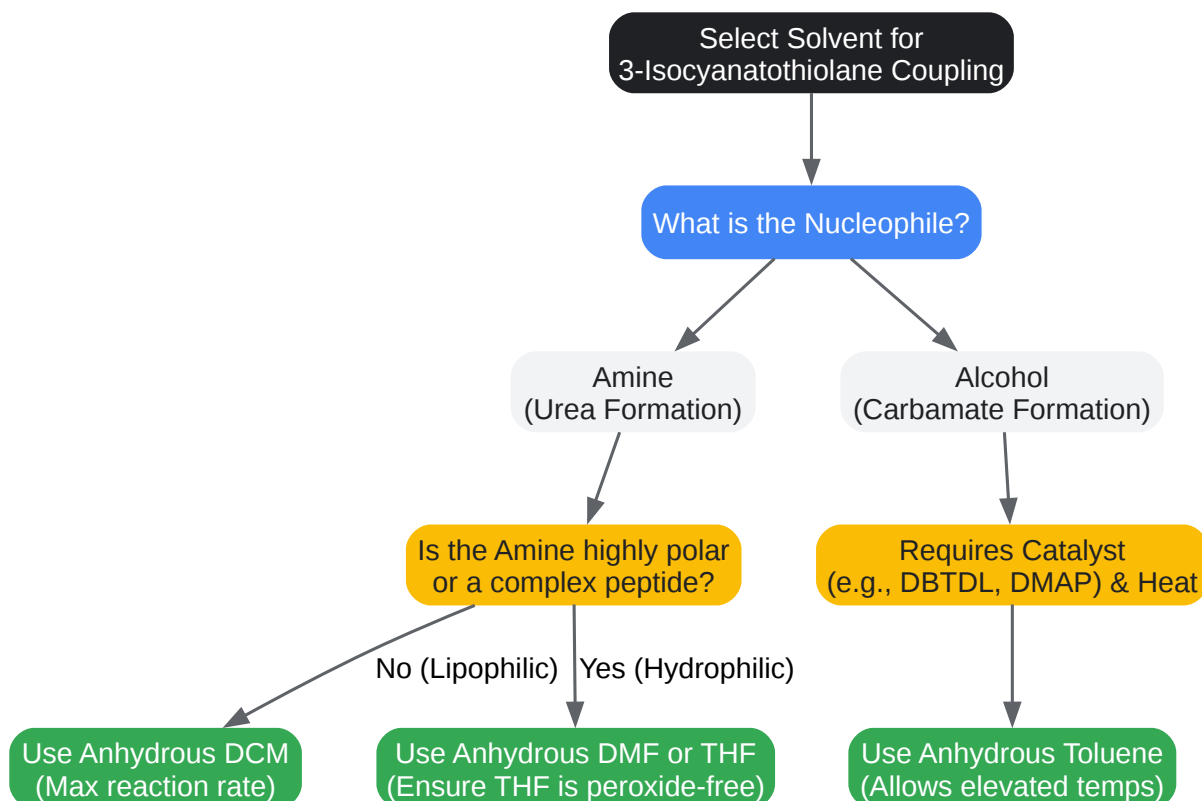 Select Solvent for
3-Isocyanatothiolane Coupling
What is the Nucleophile?
Amine
(Urea Formation)
Alcohol
(Carbamate Formation)
Is the Amine highly polar
or a complex peptide?
Requires Catalyst
(e.g., DBTDL, DMAP) & Heat
No (Lipophilic)
Yes (Hydrophilic)
Use Anhydrous DCM
(Max reaction rate)
Use Anhydrous DMF or THF
(Ensure THF is peroxide-free)
Use Anhydrous Toluene
(Allows elevated temps)